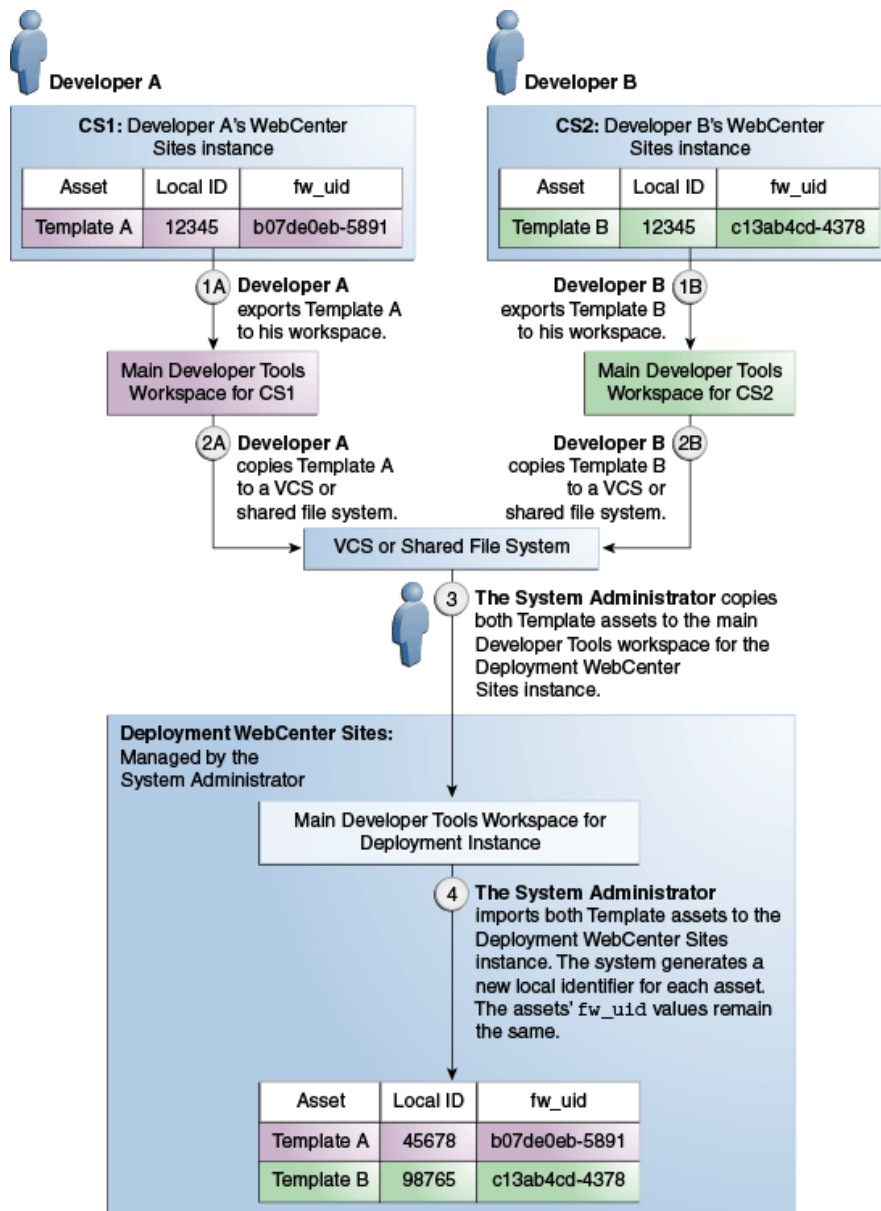 Developer A
CS1: Developer A's WebCenter
Sites instance
Asset Local ID fw_uid
Template A 12345 b07de0eb-5891
1A Developer A
exports Template A
to his workspace.
Main Developer Tools
Workspace for CS1
2A Developer A
copies Template A
to a VCS or
shared file system.
Developer B
CS2: Developer B's WebCenter
Sites instance
Asset Local ID fw_uid
Template B 12345 c13ab4cd-4378
Developer B 1B
exports Template B
to his workspace.
Main Developer Tools
Workspace for CS2
Developer B 2B
copies Template B
to a VCS or
shared file system.
VCS or Shared File System
3 The System Administrator copies
both Template assets to the main
Developer Tools workspace for the
Deployment WebCenter
Sites instance.
Deployment WebCenter Sites:
Managed by the
System Administrator
Main Developer Tools Workspace for
Deployment Instance
4 The System Administrator
imports both Template assets to the
Deployment WebCenter Sites
instance. The system generates a
new local identifier for each asset.
The assets' fw_uid values remain
the same.
Asset Local ID fw_uid
Template A 45678 b07de0eb-5891
Template B 98765 c13ab4cd-4378